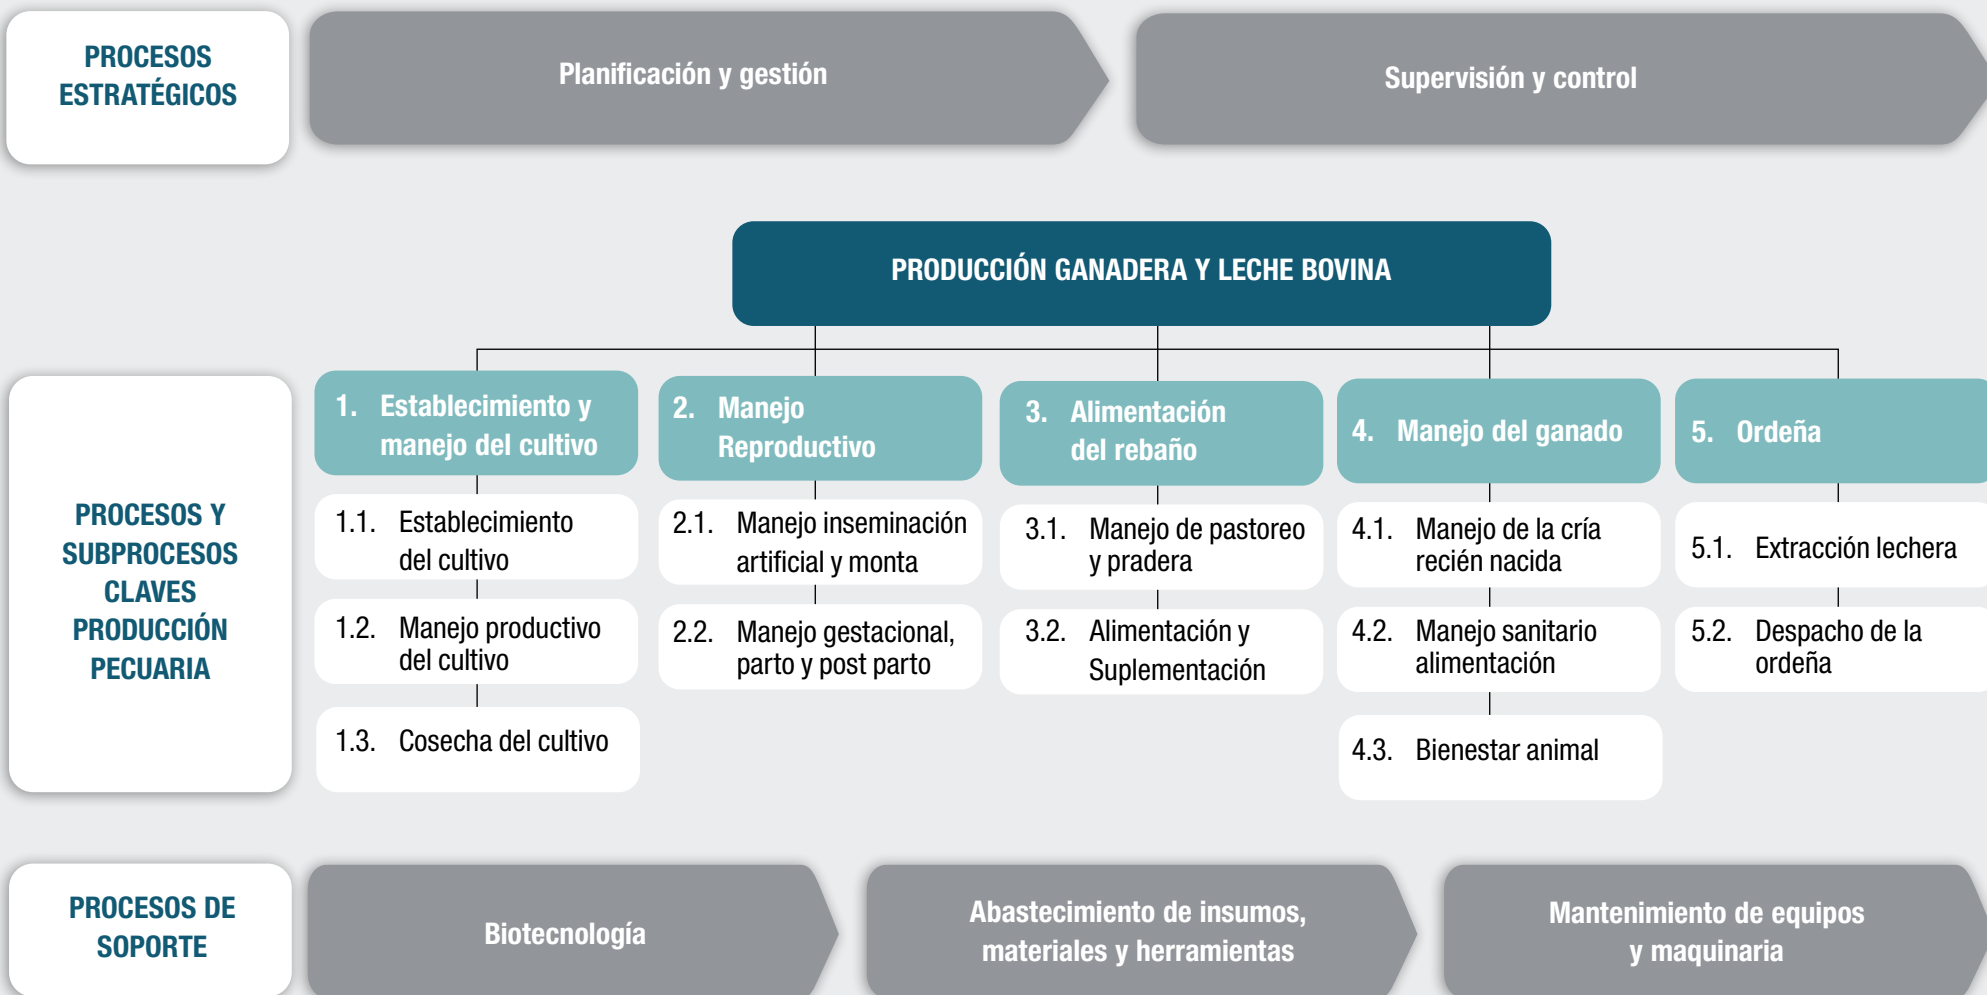 PROCESOS
ESTRATÉGICOS
Planificación y gestión
Supervisión y control
PRODUCCIÓN GANADERA Y LECHE BOVINA
PROCESOS Y
SUBPROCESOS
CLAVES
PRODUCCIÓN
PECUARIA
1. Establecimiento y
manejo del cultivo
1.1. Establecimiento
del cultivo
1.2. Manejo productivo
del cultivo
1.3. Cosecha del cultivo
2. Manejo
Reproductivo
2.1. Manejo inseminación
artificial y monta
2.2. Manejo gestacional,
parto y post parto
3. Alimentación
del rebaño
3.1. Manejo de pastoreo
y pradera
3.2. Alimentación y
Suplementación
4. Manejo del ganado
4.1. Manejo de la cría
recién nacida
4.2. Manejo sanitario
alimentación
4.3. Bienestar animal
5. Ordeña
5.1. Extracción lechera
5.2. Despacho de la
ordeña
PROCESOS DE
SOPORTE
Biotecnología
Abastecimiento de insumos,
materiales y herramientas
Mantenimiento de equipos
y maquinaria